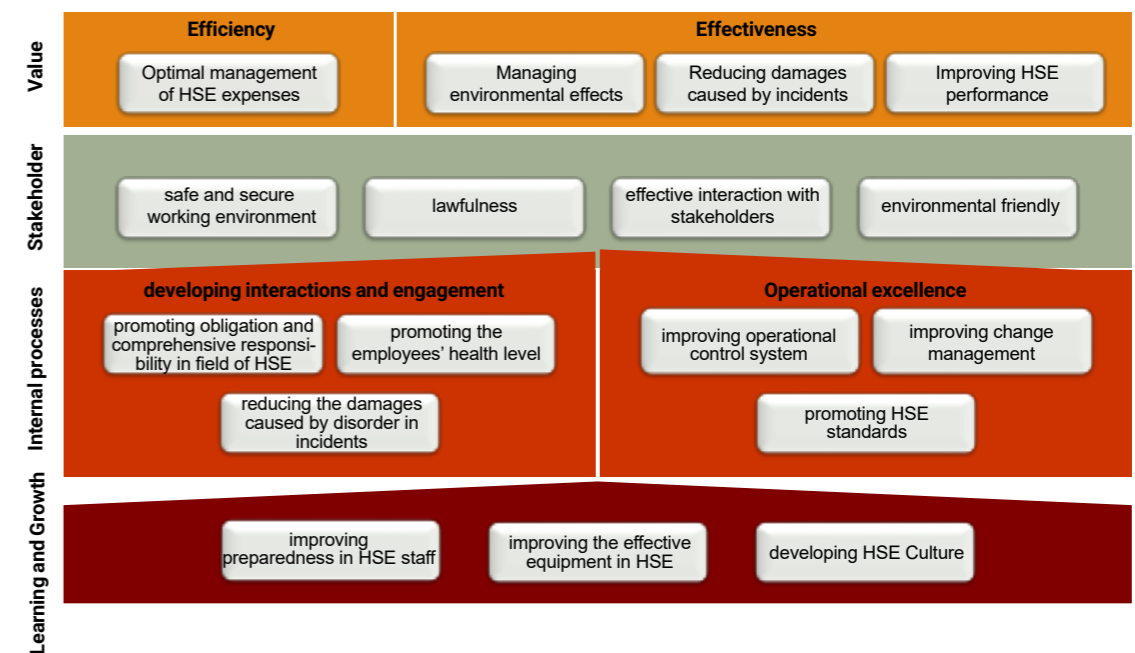 Value
Efficiency
Optimal management
of HSE expenses
Effectiveness
Managing
environmental effects
Reducing damages
caused by incidents
Improving HSE
performance
Stakeholder
safe and secure
working environment
lawfulness
effective interaction with
stakeholders
environmental friendly
Internal processes
developing interactions and engagement
promoting obligation and
comprehensive responsi-
bility in field of HSE
promoting the
employees’ health level
reducing the damages
caused by disorder in
incidents
Operational excellence
improving operational
control system
improving change
management
promoting HSE
standards
Learning and Growth
improving
preparedness in HSE staff
improving the effective
equipment in HSE
developing HSE Culture